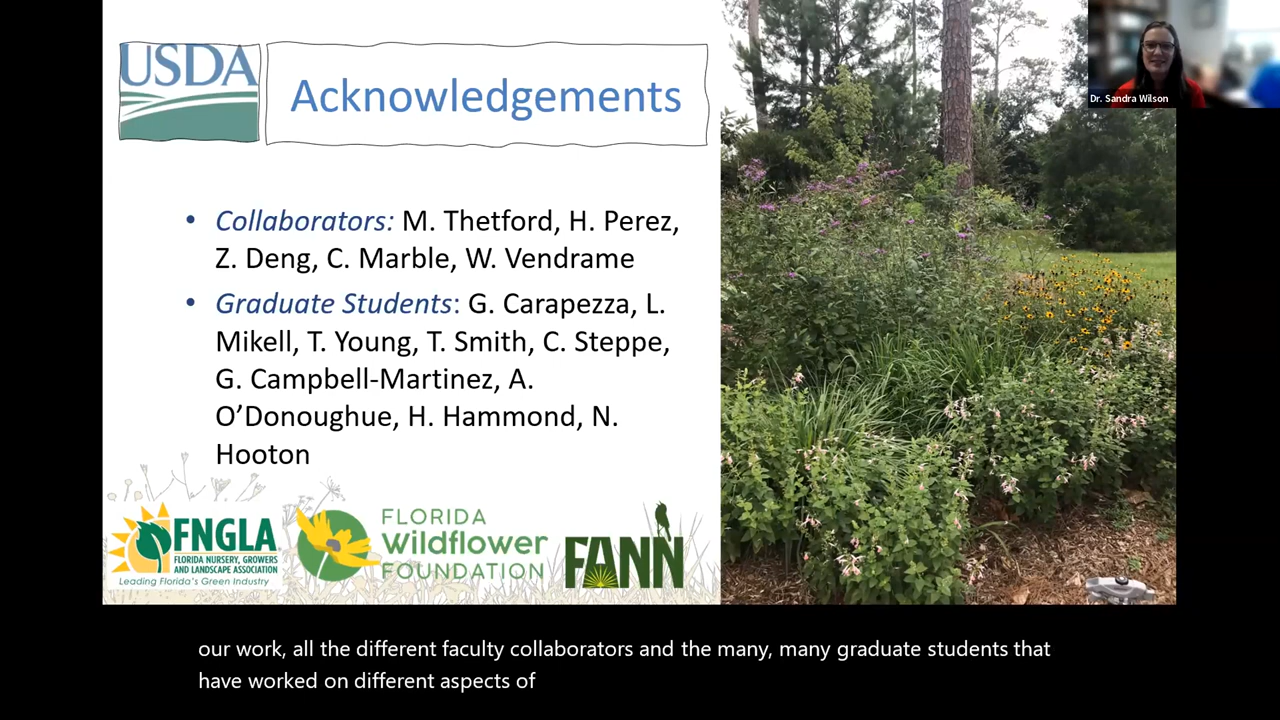 USDA
Acknowledgements
Dr. Sandra Wilson
• Collaborators: M. Thetford, H. Perez,
Z. Deng, C. Marble, W. Vendrame
• Graduate Students: G. Carapezza, L.
Mikell, T. Young, T. Smith, C. Steppe,
G. Campbell-Martinez, A.
O’Donoughue, H. Hammond, N.
Hooton
FNGLA
FLORIDA NURSERY, GROWERS
AND LANDSCAPE ASSOCIATION
Leading Florida's Green Industry
FLORIDA
wildflower
FOUNDATION
FANN
our work, all the different faculty collaborators and the many, many graduate students that
have worked on different aspects of